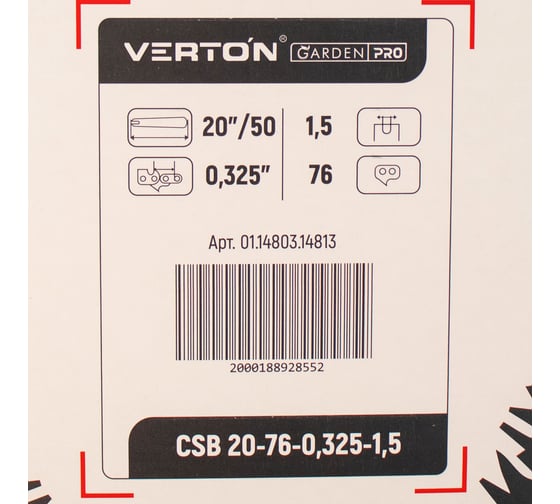 VERTÓN® GARDEN PRO
20"/50 1,5
0,325" 76
Арт. 01.14803.14813
2000188928552
CSB 20-76-0,325-1,5